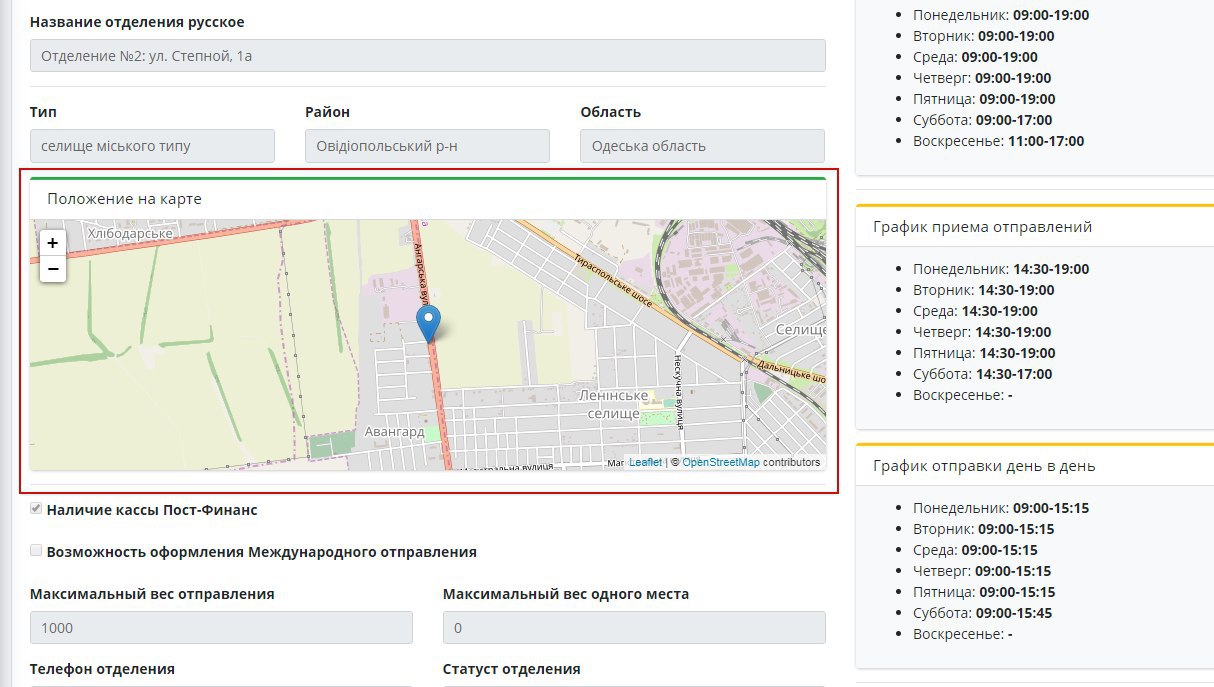 Название отделения русское
Отделение №2: ул. Степной, 1а
Тип
Район
Область
селище міського типу
Овідіопольський р-н
Одеська область
Положение на карте
+
−
Хлібодарське
Ангарська вул
Тираспольське шосе
Селище
Дальницьке шо
Нескучна вулиця
Ленінське
селище
Авангард
Leaflet | © OpenStreetMap contributors
Наличие кассы Пост-Финанс
Возможность оформления Международного отправления
Максимальный вес отправления
Максимальный вес одного места
1000
0
Телефон отделения
Статуст отделения
Понедельник: 09:00-19:00
Вторник: 09:00-19:00
Среда: 09:00-19:00
Четверг: 09:00-19:00
Пятница: 09:00-19:00
Суббота: 09:00-17:00
Воскресенье: 11:00-17:00
График приема отправлений
Понедельник: 14:30-19:00
Вторник: 14:30-19:00
Среда: 14:30-19:00
Четверг: 14:30-19:00
Пятница: 14:30-19:00
Суббота: 14:30-17:00
Воскресенье: -
График отправки день в день
Понедельник: 09:00-15:15
Вторник: 09:00-15:15
Среда: 09:00-15:15
Четверг: 09:00-15:15
Пятница: 09:00-15:15
Суббота: 09:00-15:45
Воскресенье: -